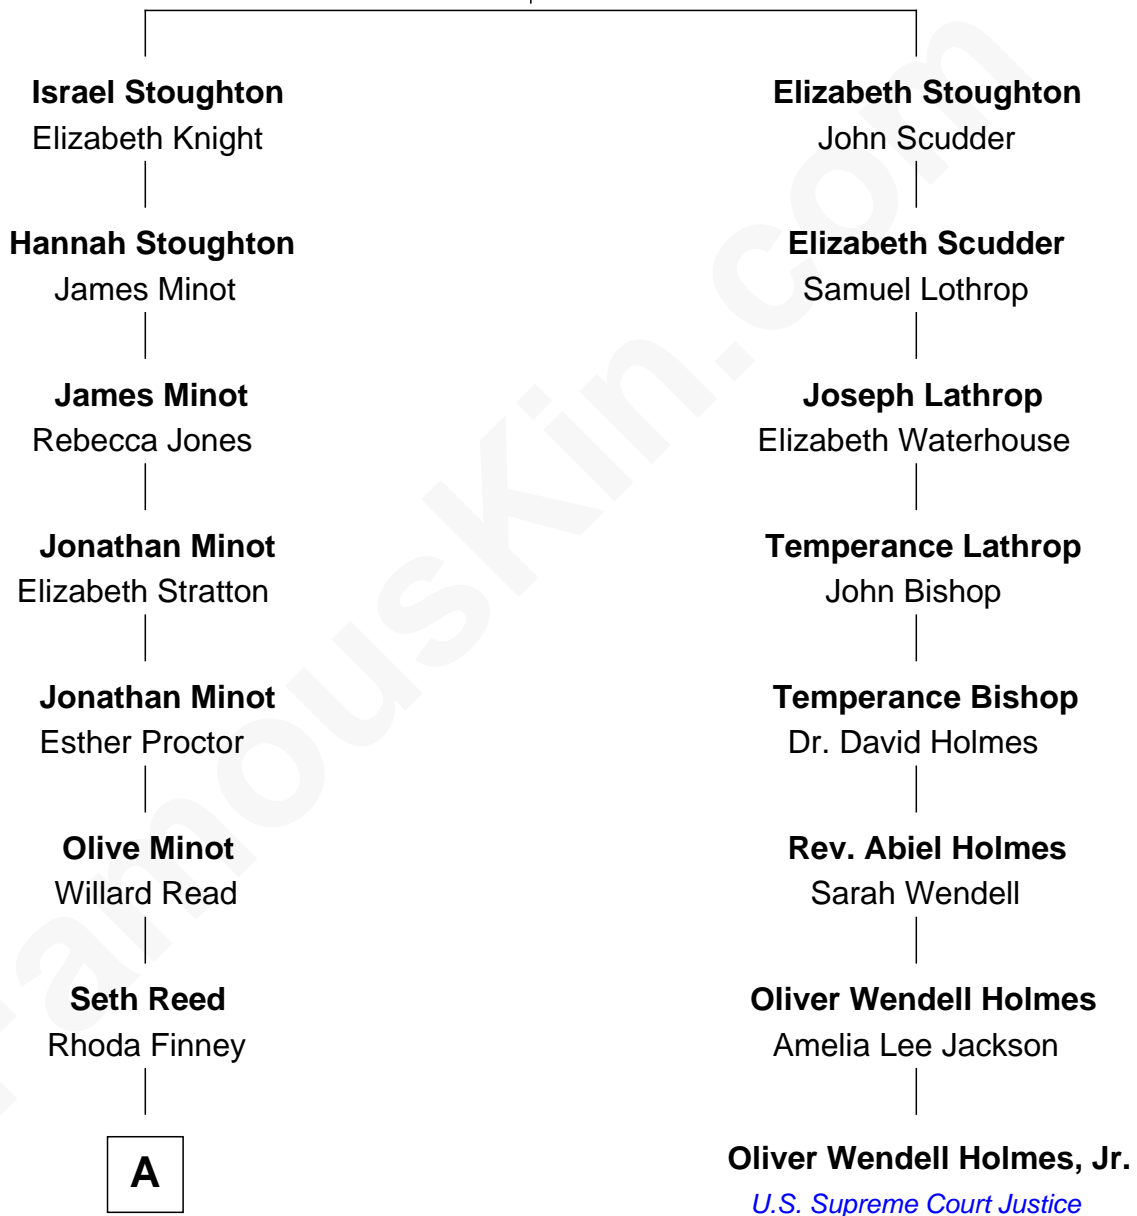 Israel Stoughton
Elizabeth Knight
Hannah Stoughton
James Minot
James Minot
Rebecca Jones
Jonathan Minot
Elizabeth Stratton
Jonathan Minot
Esther Proctor
Olive Minot
Willard Read
Seth Reed
Rhoda Finney
A
Elizabeth Stoughton
John Scudder
Elizabeth Scudder
Samuel Lothrop
Joseph Lathrop
Elizabeth Waterhouse
Temperance Lathrop
John Bishop
Temperance Bishop
Dr. David Holmes
Rev. Abiel Holmes
Sarah Wendell
Oliver Wendell Holmes
Amelia Lee Jackson
Oliver Wendell Holmes, Jr.
U.S. Supreme Court Justice
FamousKin.com